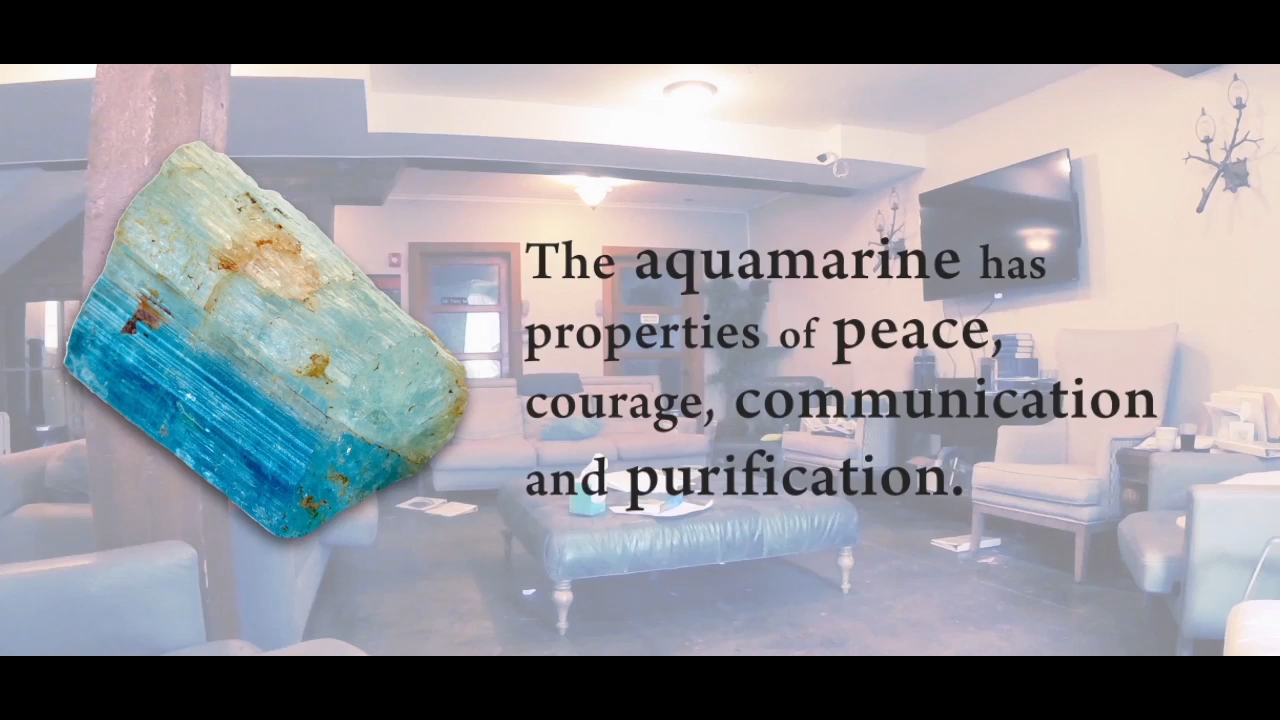 The aquamarine has
properties of peace,
courage, communication
and purification.